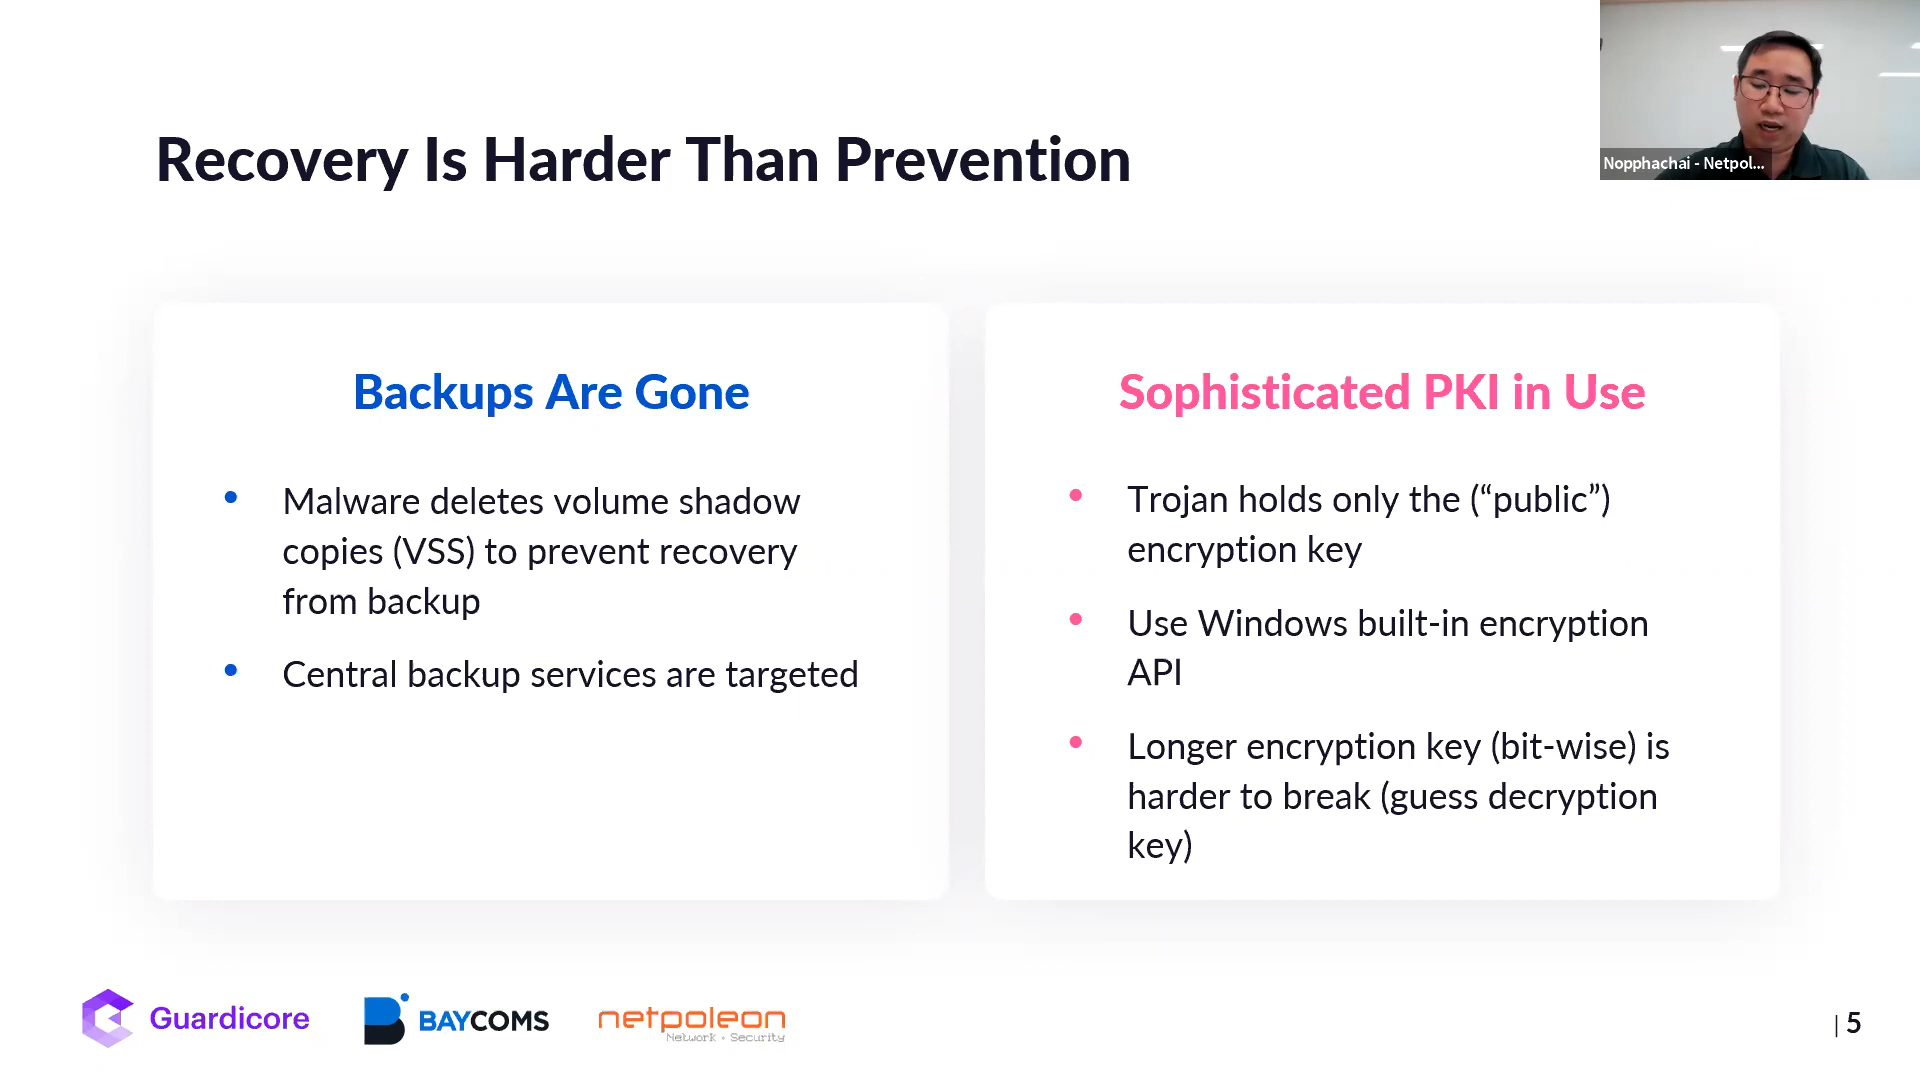 Recovery Is Harder Than Prevention
Nopphachai - Netpol...
Backups Are Gone
• Malware deletes volume shadow
copies (VSS) to prevent recovery
from backup
• Central backup services are targeted
Sophisticated PKI in Use
• Trojan holds only the (“public”)
encryption key
• Use Windows built-in encryption
API
• Longer encryption key (bit-wise) is
harder to break (guess decryption
key)
Guardicore
BAYCOMS
netpoleon
Network • Security
| 5